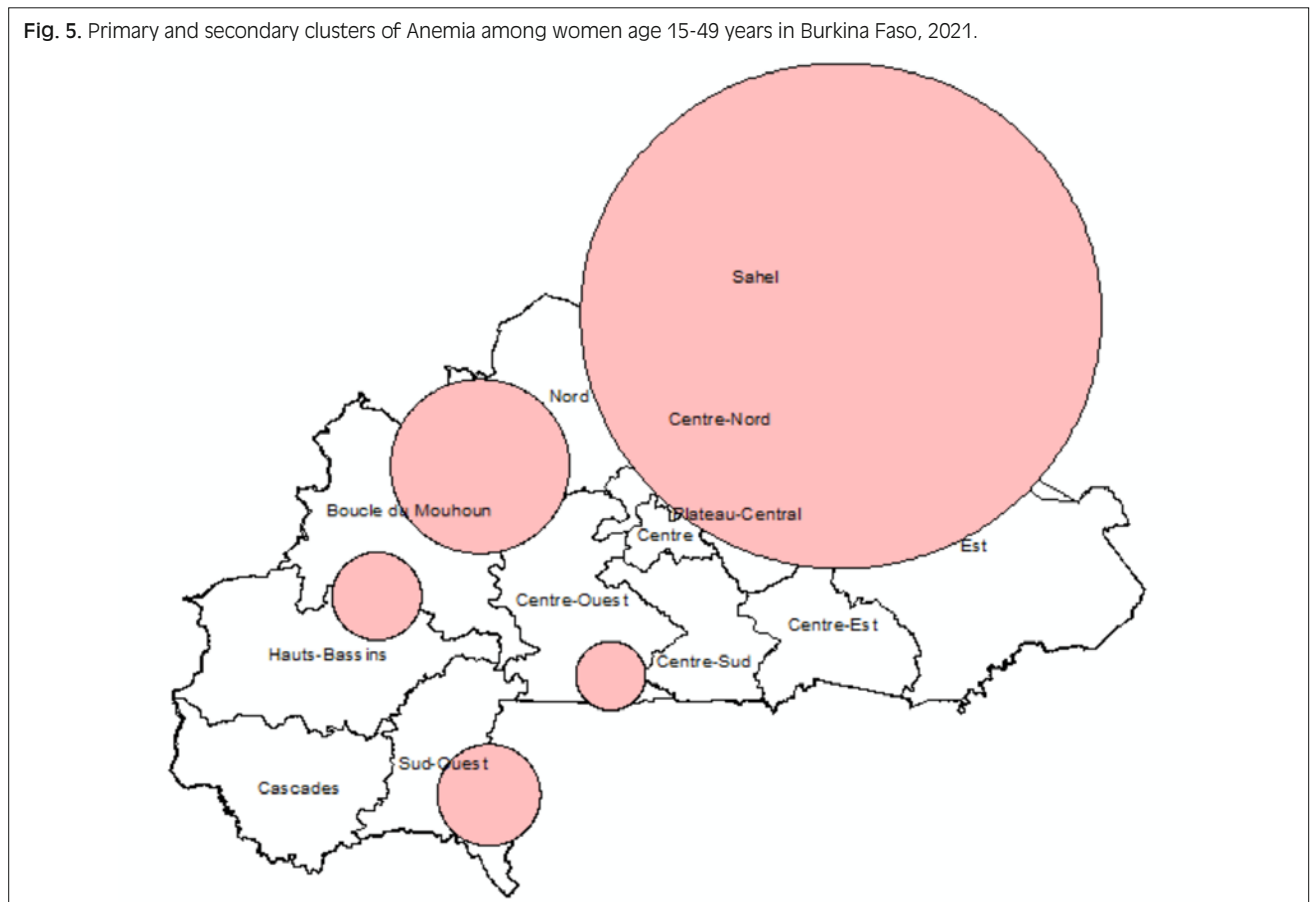 Fig. 5. Primary and secondary clusters of Anemia among women age 15-49 years in Burkina Faso, 2021.
Sahel
Nord
Centre-Nord
Boucle du Mouhoun
Plateau-Central
Centre
Est
Centre-Ouest
Centre-Est
Hauts-Bassins
Centre-Sud
Sud-Ouest
Cascades